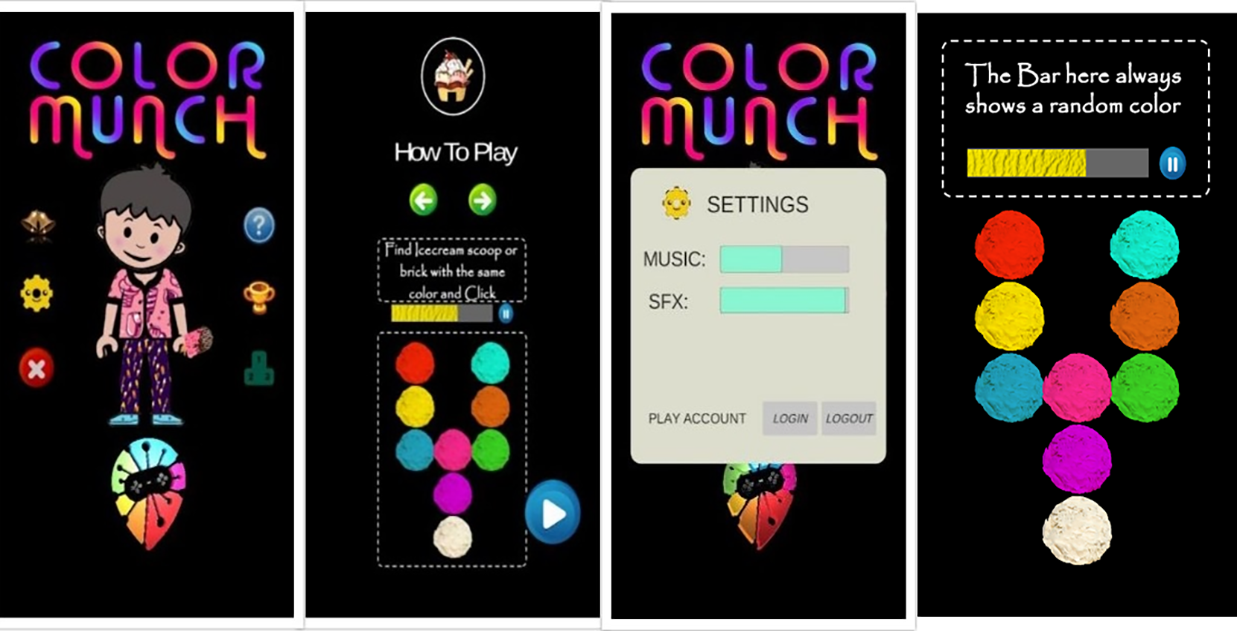 COLOR
MUNCH
?
How To Play
Find Icecream scoop or
brick with the same
color and Click
COLOR
MUNCH
SETTINGS
MUSIC:
SFX:
PLAY ACCOUNT LOGIN LOGOUT
The Bar here always
shows a random color